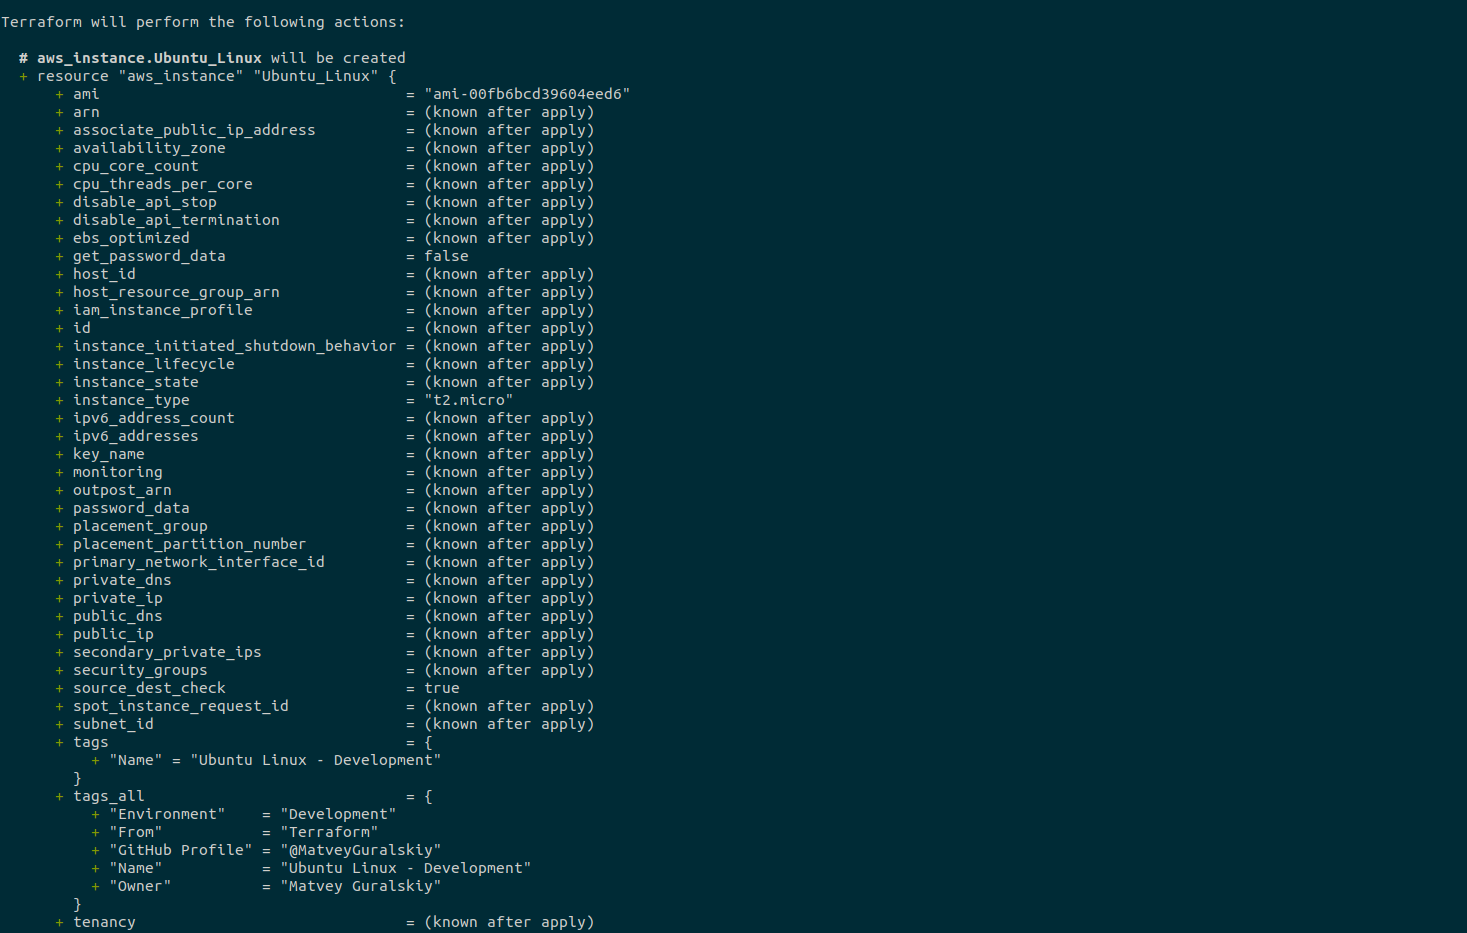 Terraform will perform the following actions:
# aws_instance.Ubuntu_Linux will be created
+ resource "aws_instance" "Ubuntu_Linux" {
+ ami = "ami-00fb6bcd39604eed6"
+ arn = (known after apply)
+ associate_public_ip_address = (known after apply)
+ availability_zone = (known after apply)
+ cpu_core_count = (known after apply)
+ cpu_threads_per_core = (known after apply)
+ disable_api_stop = (known after apply)
+ disable_api_termination = (known after apply)
+ ebs_optimized = (known after apply)
+ get_password_data = false
+ host_id = (known after apply)
+ host_resource_group_arn = (known after apply)
+ iam_instance_profile = (known after apply)
+ id = (known after apply)
+ instance_initiated_shutdown_behavior = (known after apply)
+ instance_lifecycle = (known after apply)
+ instance_state = (known after apply)
+ instance_type = "t2.micro"
+ ipv6_address_count = (known after apply)
+ ipv6_addresses = (known after apply)
+ key_name = (known after apply)
+ monitoring = (known after apply)
+ outpost_arn = (known after apply)
+ password_data = (known after apply)
+ placement_group = (known after apply)
+ placement_partition_number = (known after apply)
+ primary_network_interface_id = (known after apply)
+ private_dns = (known after apply)
+ private_ip = (known after apply)
+ public_dns = (known after apply)
+ public_ip = (known after apply)
+ secondary_private_ips = (known after apply)
+ security_groups = (known after apply)
+ source_dest_check = true
+ spot_instance_request_id = (known after apply)
+ subnet_id = (known after apply)
+ tags = {
+ "Name" = "Ubuntu Linux - Development"
}
+ tags_all = {
+ "Environment" = "Development"
+ "From" = "Terraform"
+ "GitHub Profile" = "@MatveyGuralskiy"
+ "Name" = "Ubuntu Linux - Development"
+ "Owner" = "Matvey Guralskiy"
}
+ tenancy = (known after apply)